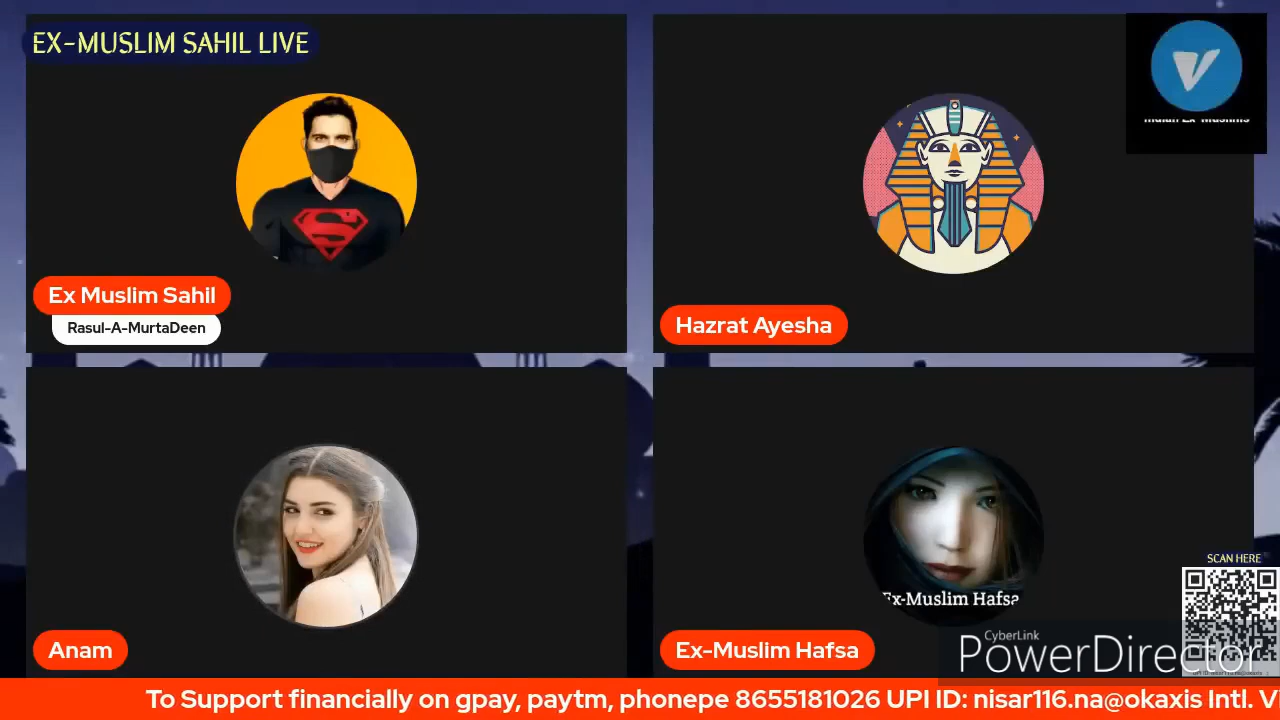 EX-MUSLIM SAHIL LIVE
Ex Muslim Sahil
Rasul-A-MurtaDeen
Hazrat Ayesha
Anam
Ex-Muslim Hafsa
Ex-Muslim Hafsa
SCAN HERE
CyberLink
PowerDirector
To Support financially on gpay, paytm, phonepe 8655181026 UPI ID: nisar116.na@okaxis Intl. V